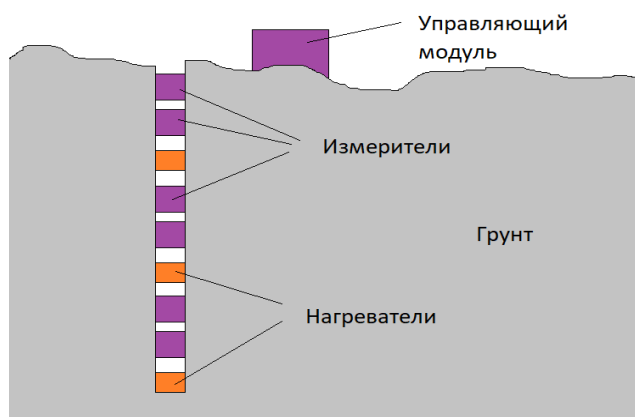 Управляющий
модуль
Измерители
Грунт
Нагреватели